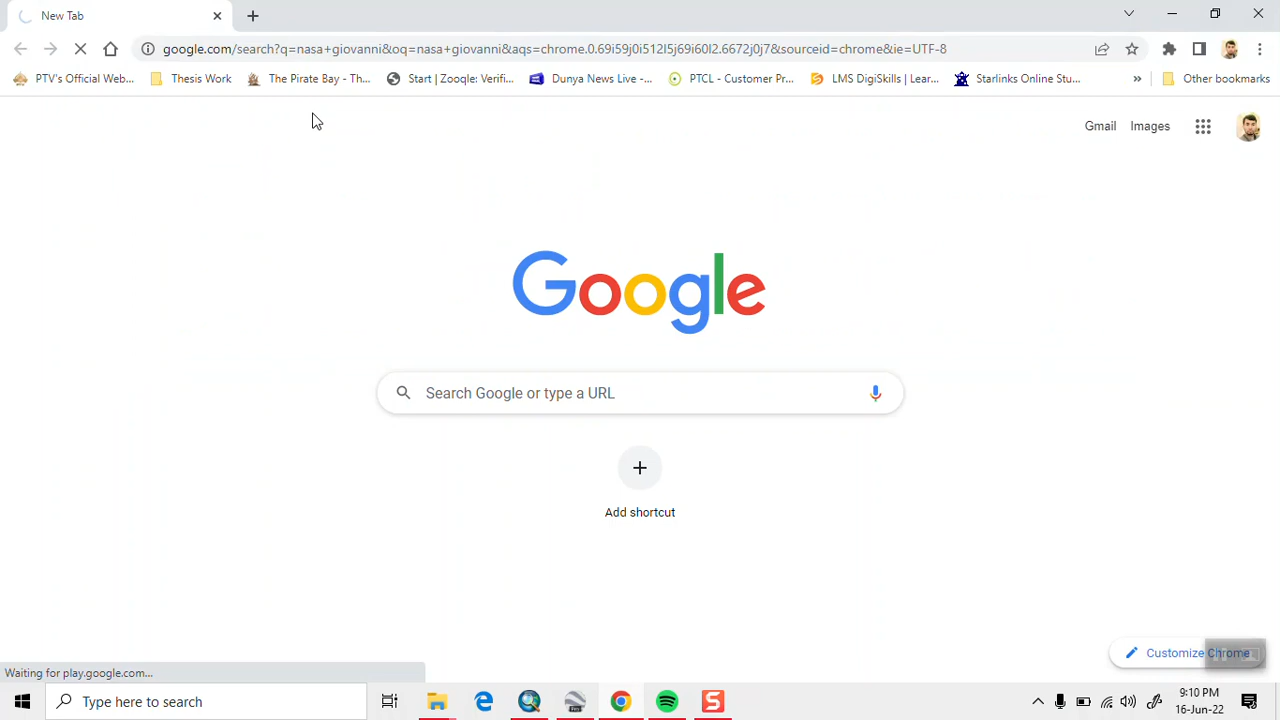 New Tab
google.com/search?q=nasa+giovanni&oq=nasa+giovanni&aqs=chrome.0.69i59j0i512l5j69i60l2.6672j0j7&sourceid=chrome&ie=UTF-8
PTV's Official Web... Thesis Work The Pirate Bay - Th... Start | Zooqle: Verifi... Dunya News Live -... PTCL - Customer Pr... LMS DigiSkills | Lear... Starlinks Online Stu... » Other bookmarks
Gmail Images
Google
Search Google or type a URL
Add shortcut
Customize Chrome
Waiting for play.google.com...
Type here to search
9:10 PM
16-Jun-22